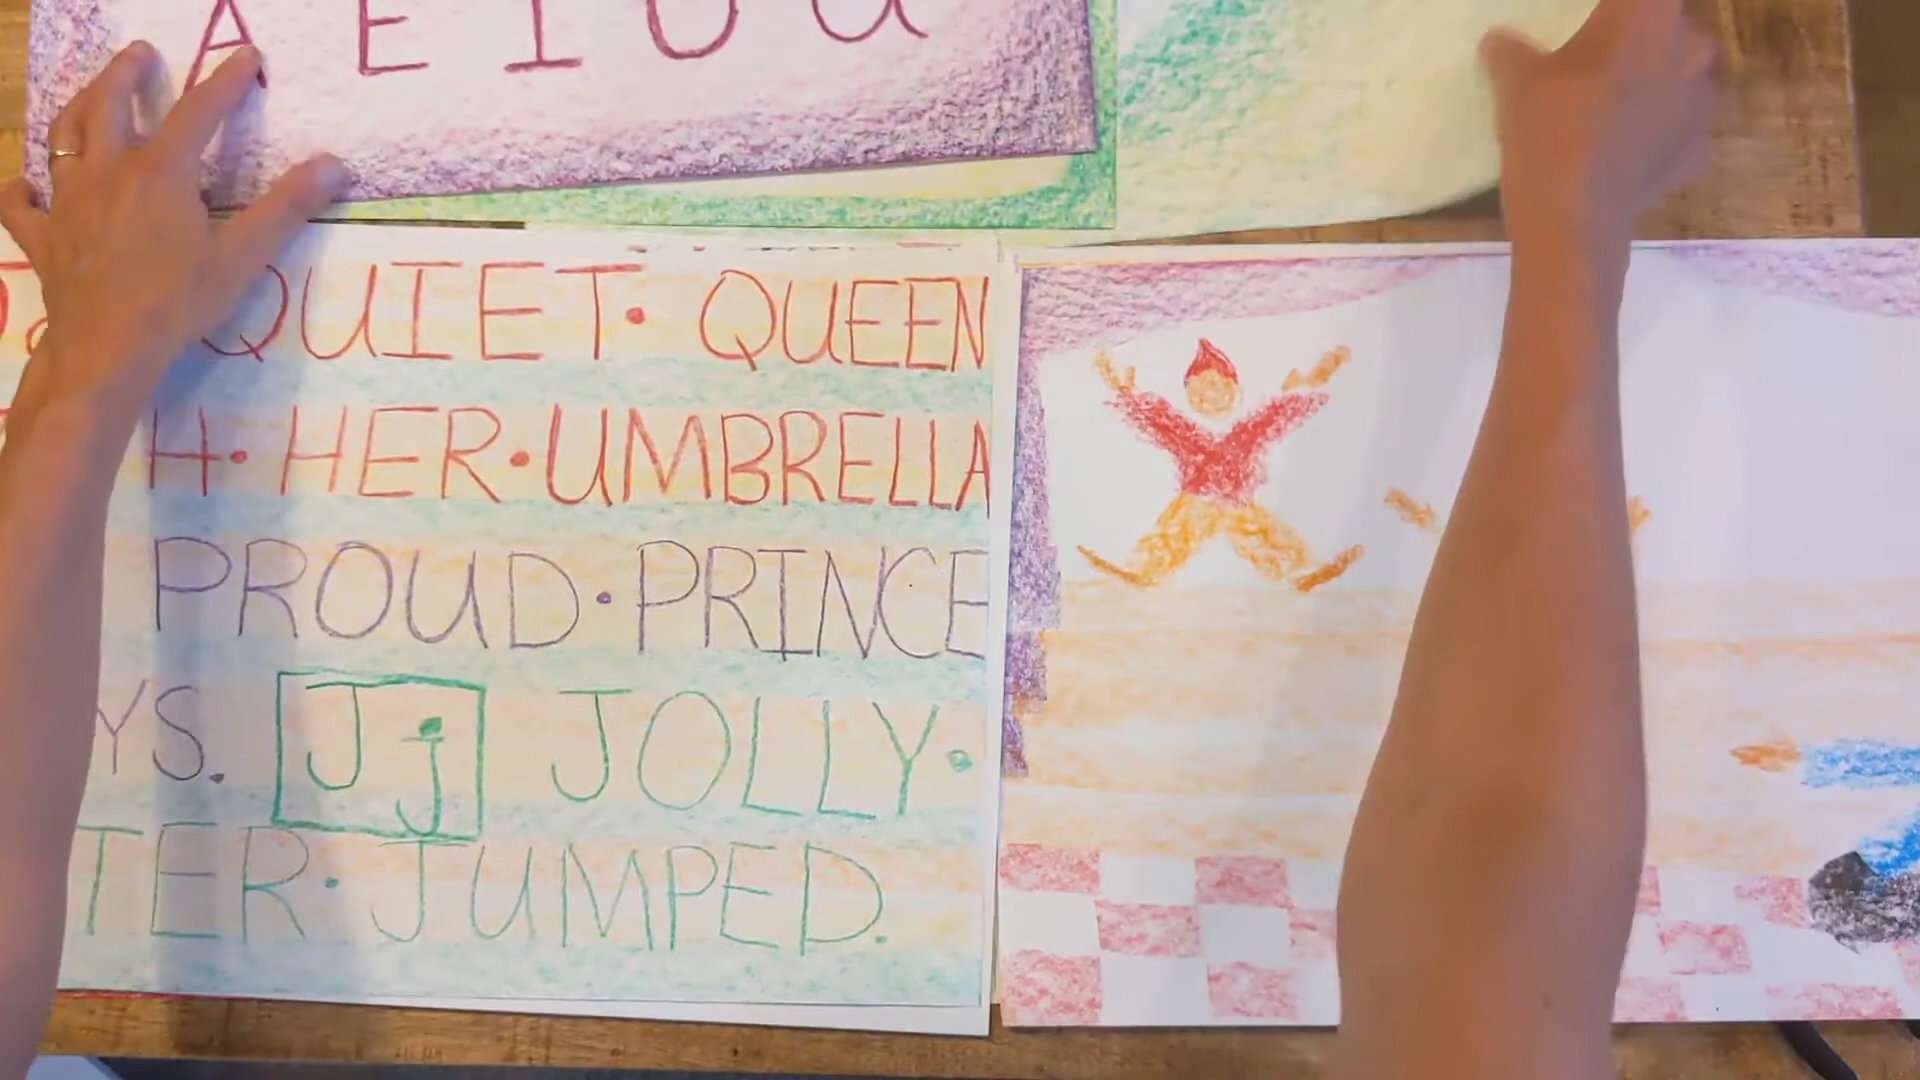 A E I O U
QUIET· QUEEN
H· HER·UMBRELLA
PROUD·PRINCE
YS. Jj JOLLY·
TER·JUMPED.